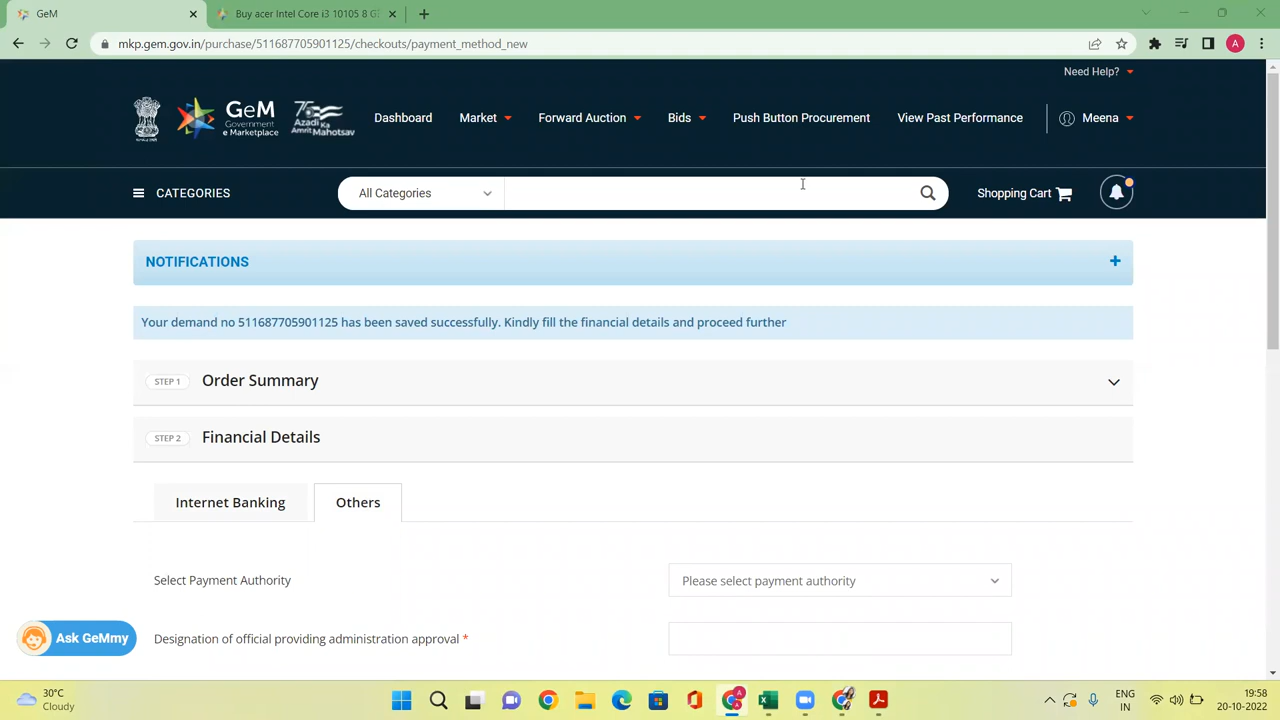 GeM
Buy acer Intel Core i3 10105 8 G
mkp.gem.gov.in/purchase/511687705901125/checkouts/payment_method_new
A
Need Help?
GeM
Government
e Marketplace
75
Azadi Ka
Amrit Mahotsav
Dashboard
Market
Forward Auction
Bids
Push Button Procurement
View Past Performance
Meena
CATEGORIES
All Categories
Shopping Cart
NOTIFICATIONS
+
Your demand no 511687705901125 has been saved successfully. Kindly fill the financial details and proceed further
STEP 1 Order Summary
STEP 2 Financial Details
Internet Banking Others
Select Payment Authority
Please select payment authority
Ask GeMmy
Designation of official providing administration approval *
30°C
Cloudy
ENG
IN
19:58
20-10-2022